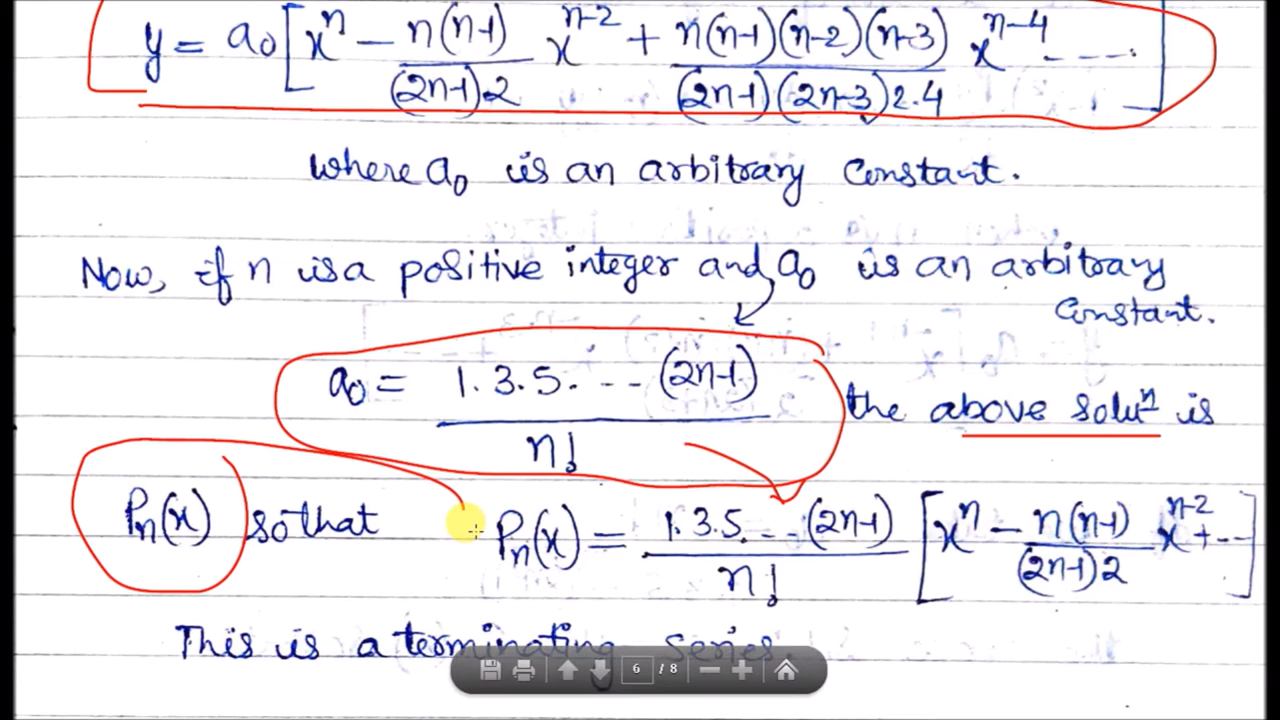 y = a₀[xⁿ − n(n-1)/(2n-1)2 xⁿ⁻² + n(n-1)(n-2)(n-3)/(2n-1)(2n-3)2.4 xⁿ⁻⁴ - - - - ]
where a₀ is an arbitrary constant.
Now, if n is a positive integer and a₀ is an arbitrary
constant.
a₀ = 1.3.5. - - - (2n-1)/n! the above soluⁿ is
Pₙ(x) so that Pₙ(x) = 1.3.5. - - - (2n-1)/n! [xⁿ − n(n-1)/(2n-1)2 xⁿ⁻² + - - ]
This is a terminating series.
6 / 8